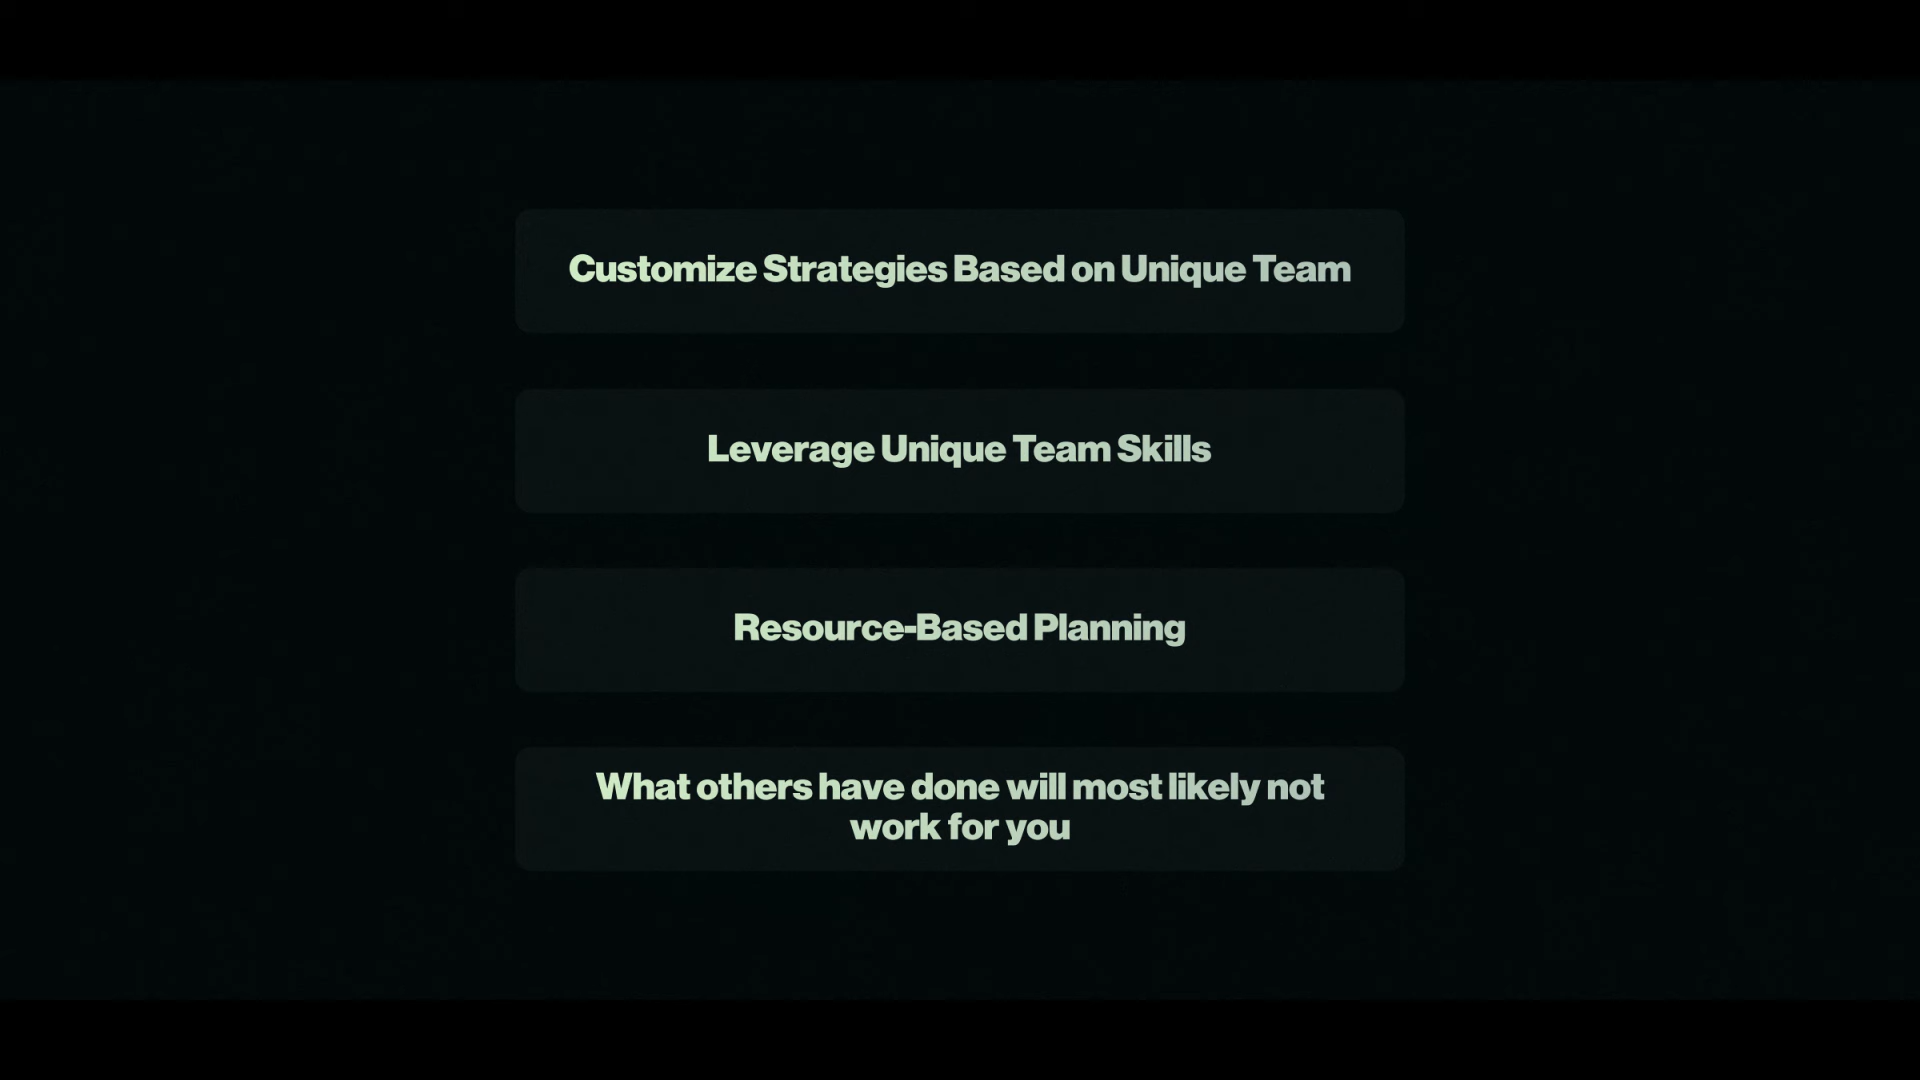 Customize Strategies Based on Unique Team
Leverage Unique Team Skills
Resource-Based Planning
What others have done will most likely not
work for you